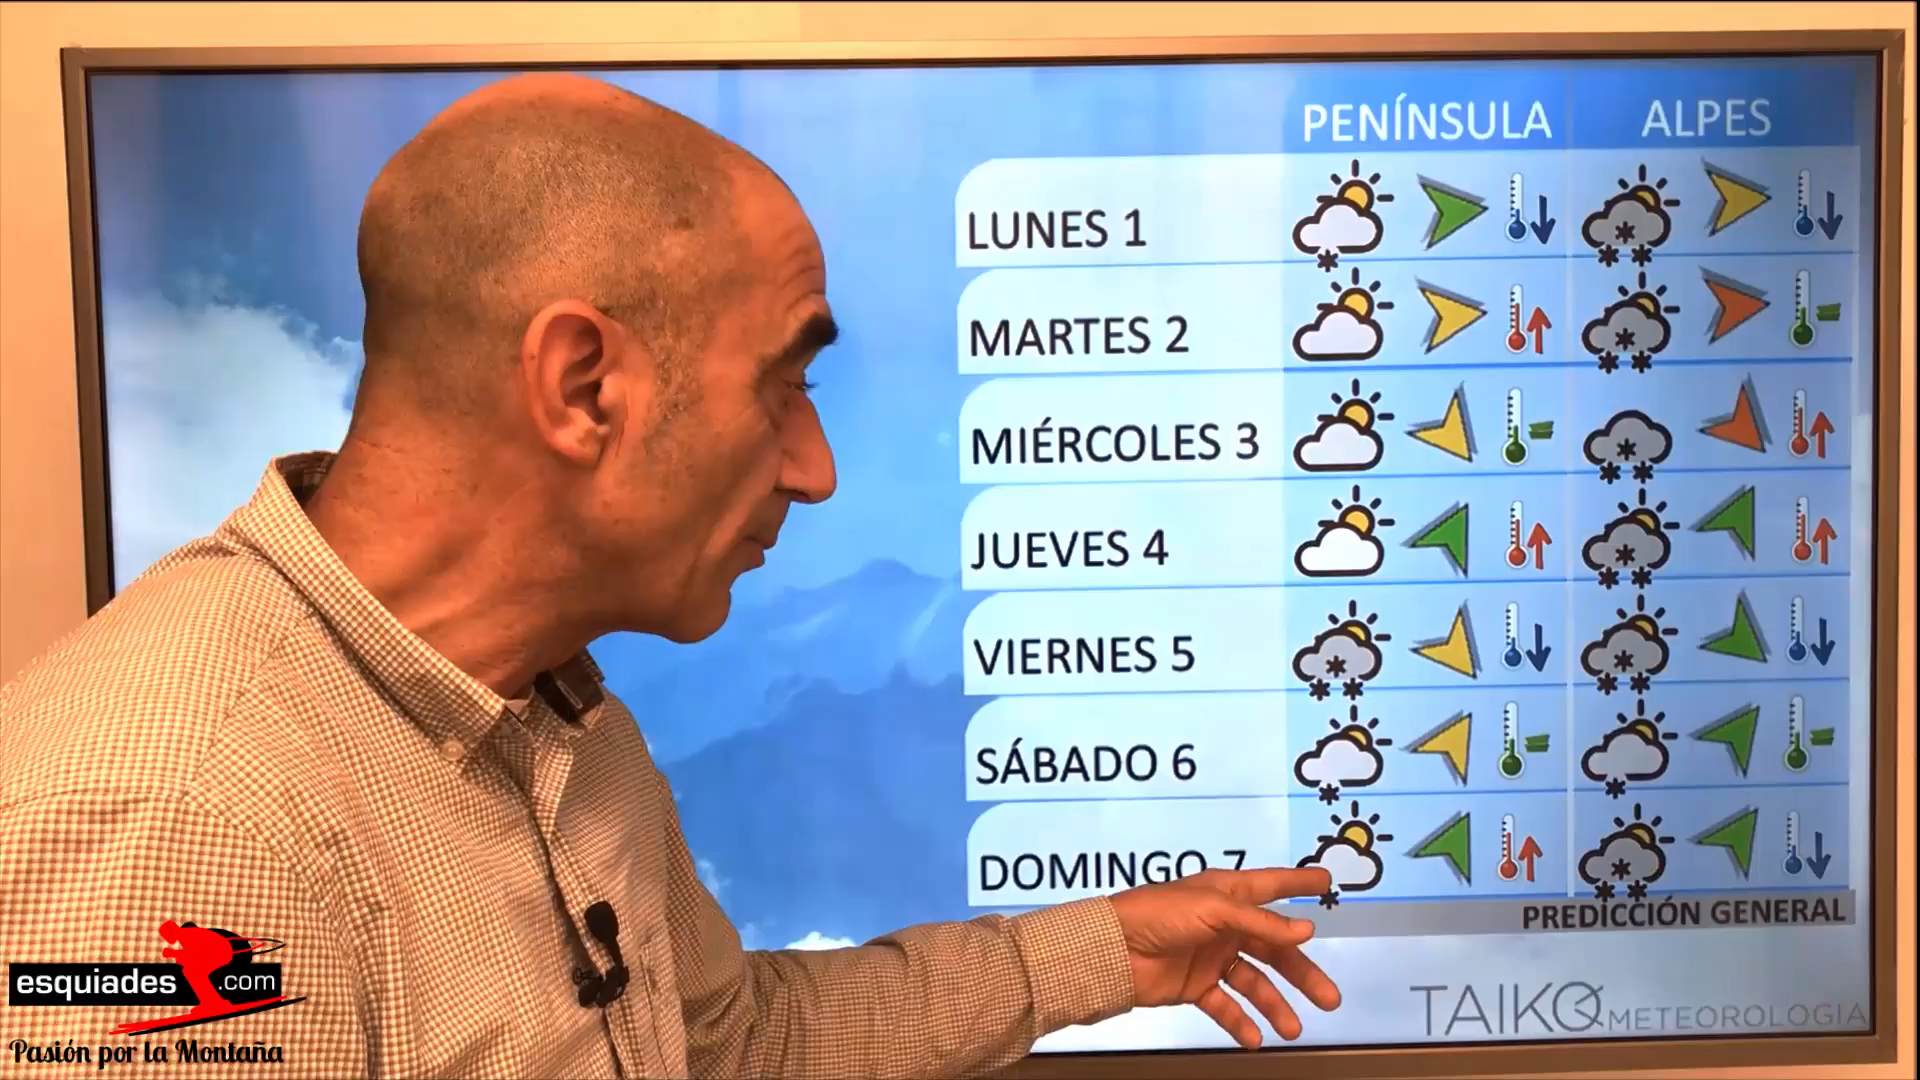 PENÍNSULA ALPES
LUNES 1
MARTES 2
MIÉRCOLES 3
JUEVES 4
VIERNES 5
SÁBADO 6
DOMINGO 7
PREDICCIÓN GENERAL
TAIKO METEOROLOGIA
esquiades.com
Pasión por la Montaña